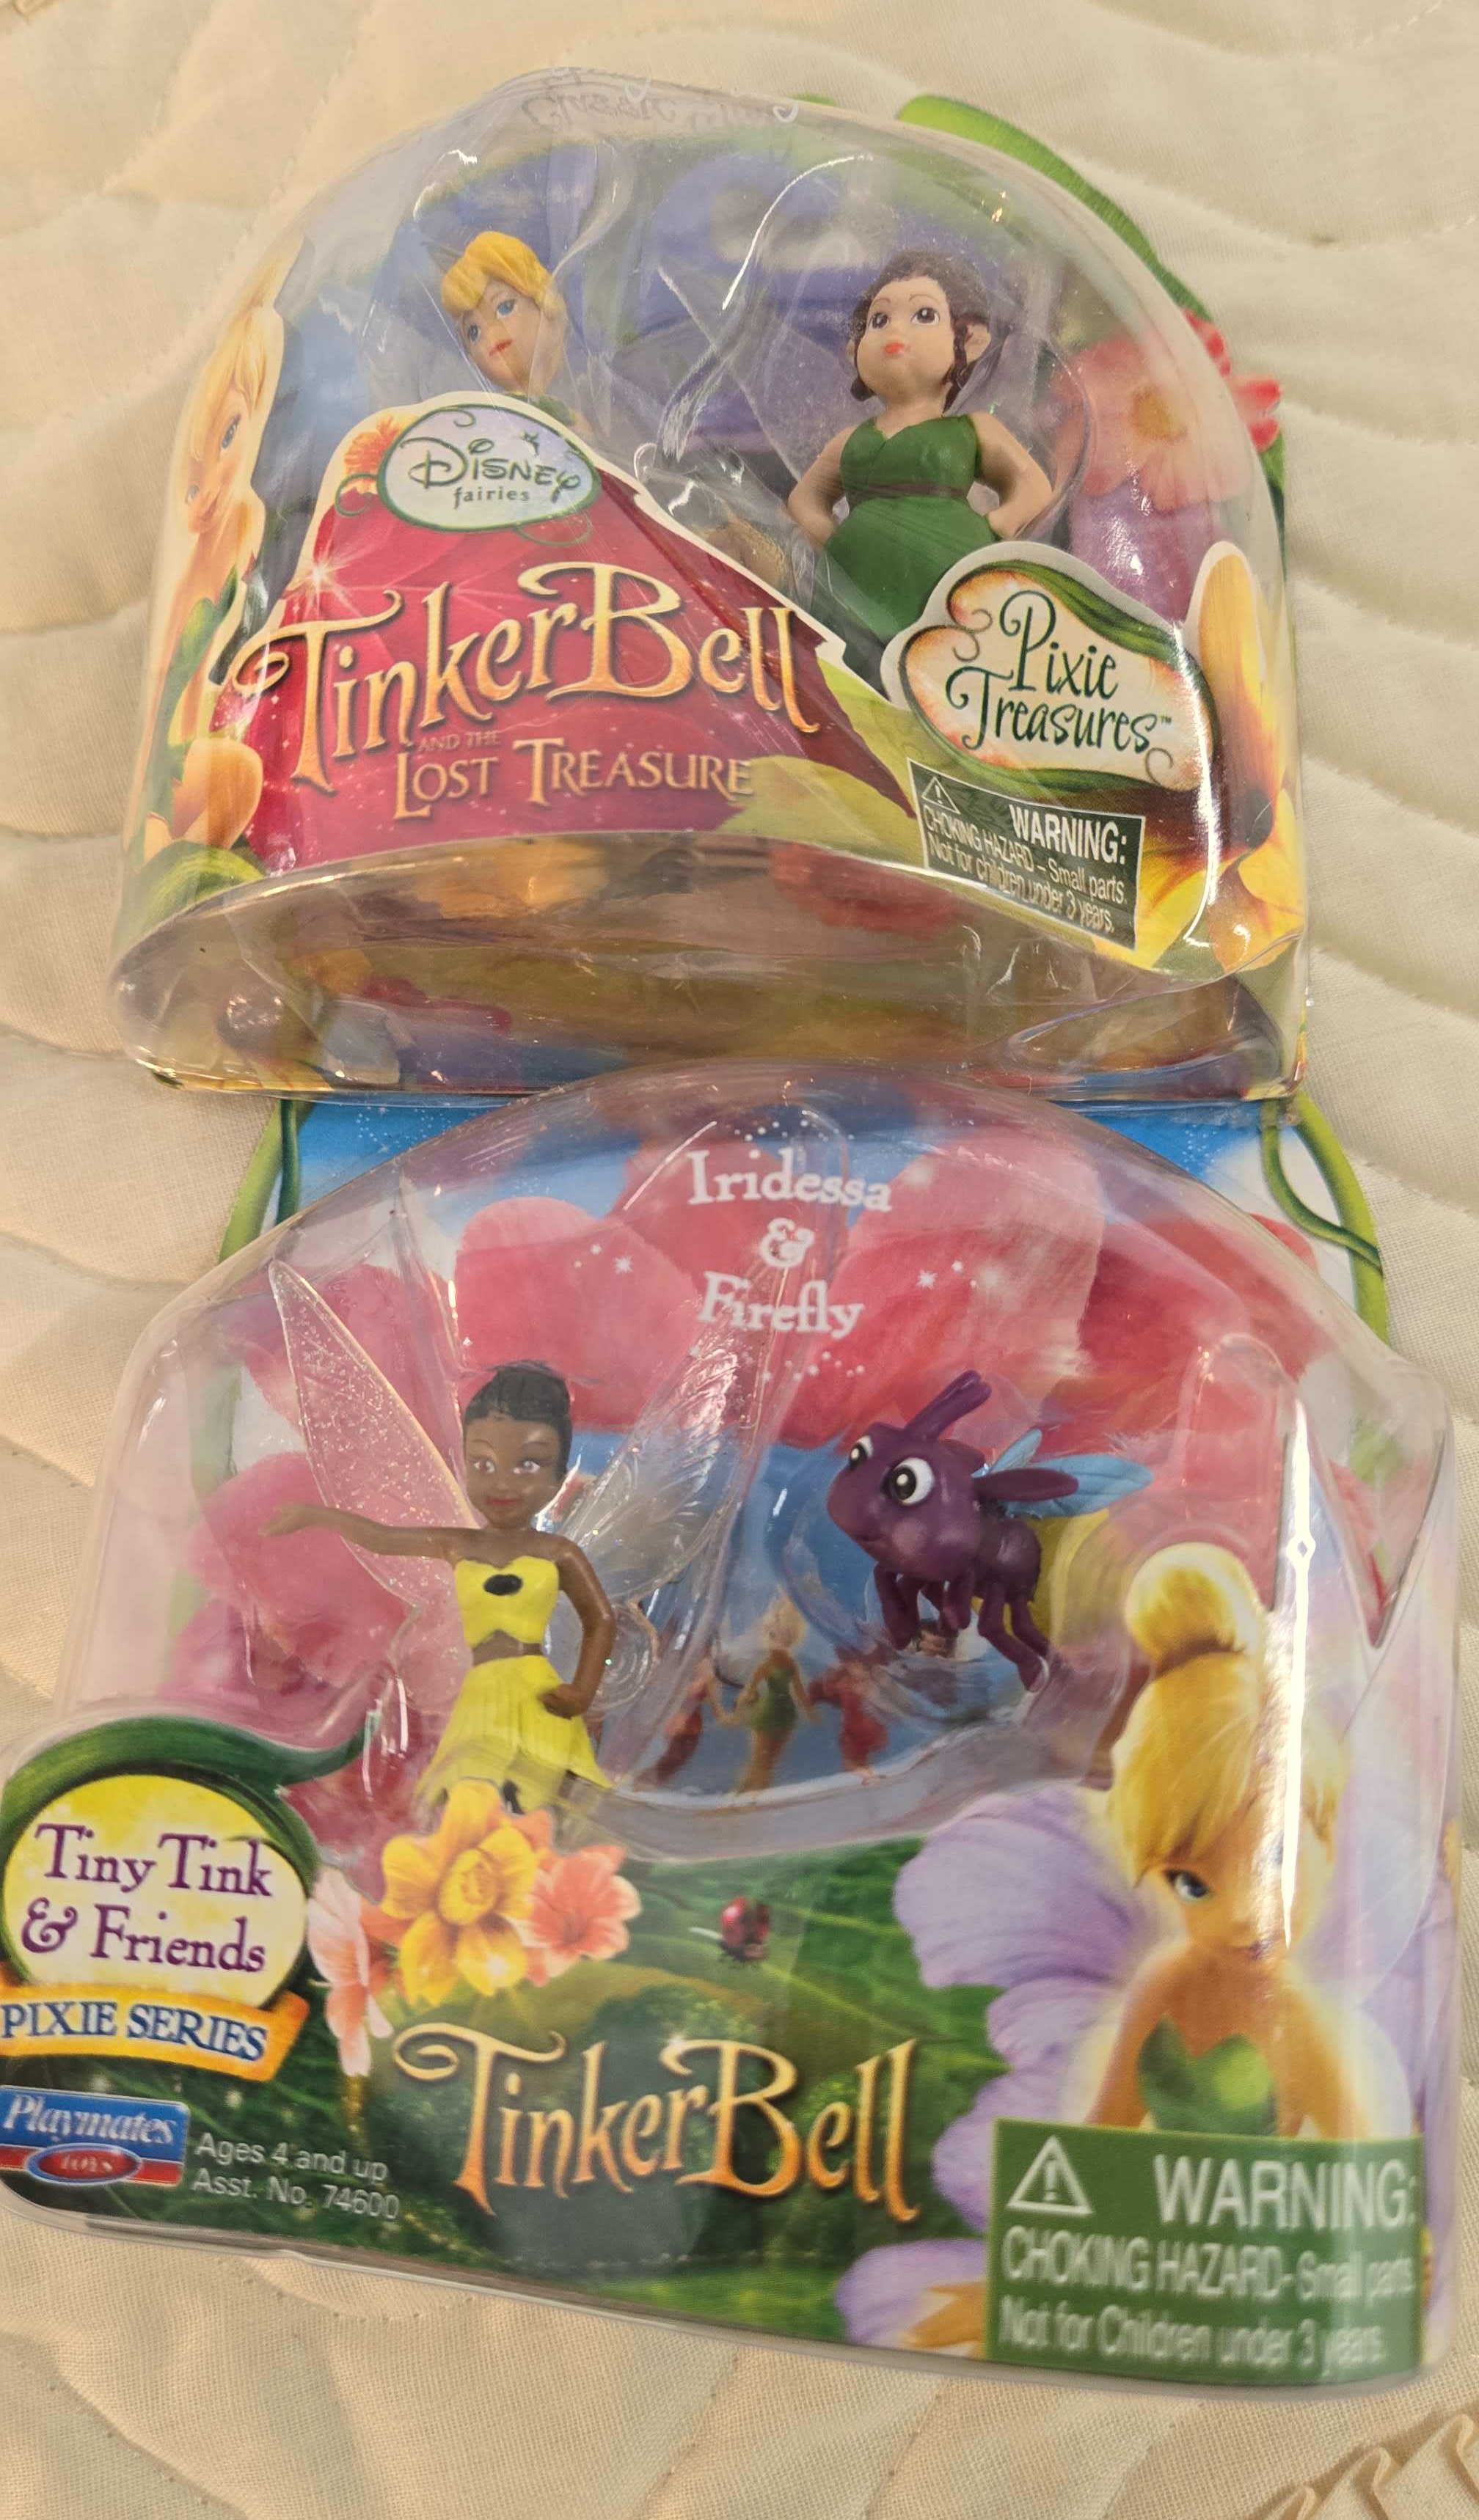 Disney
fairies
TinkerBell
AND THE
LOST TREASURE
Pixie
Treasures™
WARNING:
CHOKING HAZARD – Small parts
Not for children under 3 years.
Iridessa
&
Firefly
Tiny Tink
& Friends
PIXIE SERIES
Playmates
toys
Ages 4 and up
Asst. No. 74600
TinkerBell
WARNING:
CHOKING HAZARD- Small parts
Not for Children under 3 years.